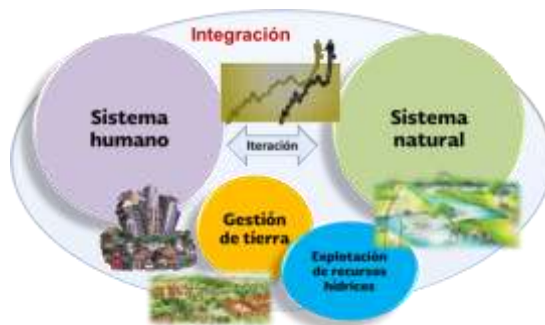 Integración
Sistema
humano
Sistema
natural
Iteración
Gestión
de tierra
Explotación
de recursos
hídricos